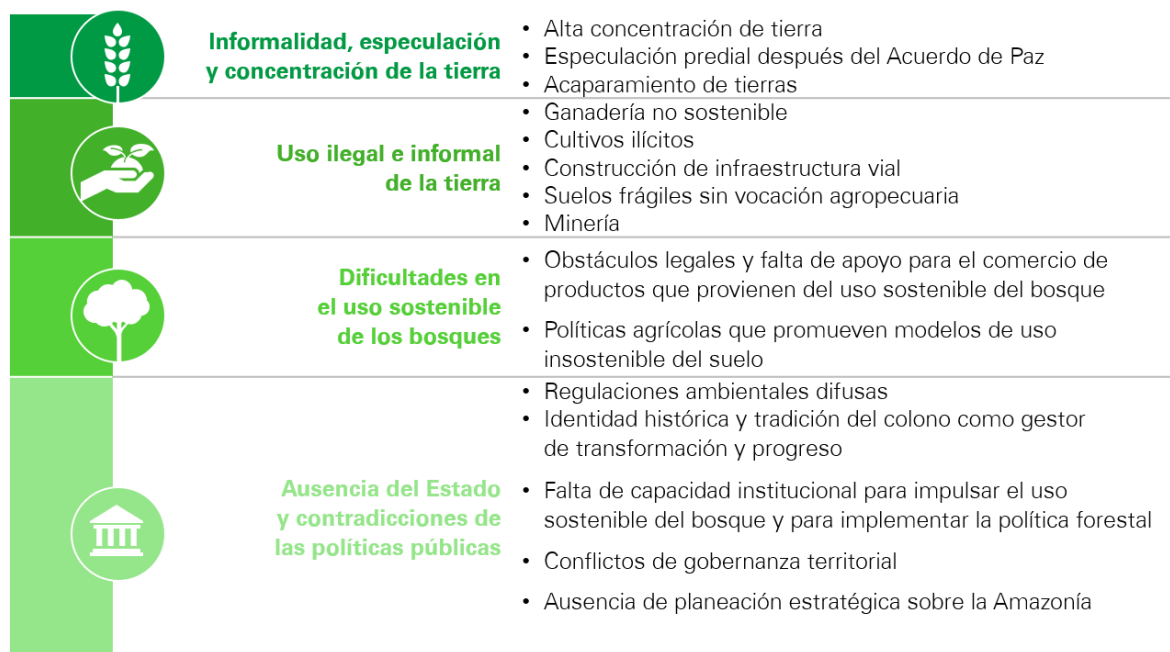 Informalidad, especulación
y concentración de la tierra
• Alta concentración de tierra
• Especulación predial después del Acuerdo de Paz
• Acaparamiento de tierras
Uso ilegal e informal
de la tierra
• Ganadería no sostenible
• Cultivos ilícitos
• Construcción de infraestructura vial
• Suelos frágiles sin vocación agropecuaria
• Minería
Dificultades en
el uso sostenible
de los bosques
• Obstáculos legales y falta de apoyo para el comercio de
productos que provienen del uso sostenible del bosque
• Políticas agrícolas que promueven modelos de uso
insostenible del suelo
Ausencia del Estado
y contradicciones de
las políticas públicas
• Regulaciones ambientales difusas
• Identidad histórica y tradición del colono como gestor
de transformación y progreso
• Falta de capacidad institucional para impulsar el uso
sostenible del bosque y para implementar la política forestal
• Conflictos de gobernanza territorial
• Ausencia de planeación estratégica sobre la Amazonía